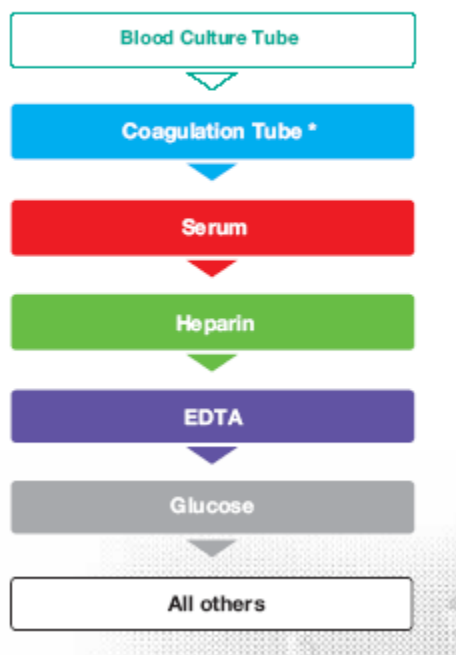 Blood Culture Tube
Coagulation Tube *
Serum
Heparin
EDTA
Glucose
All others